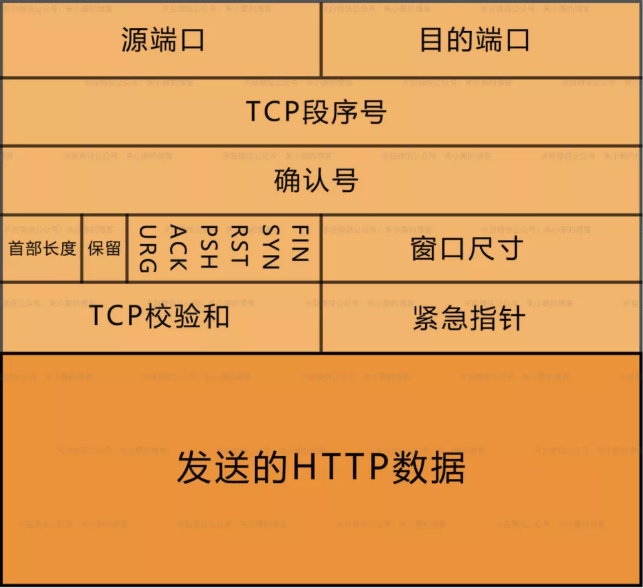 源端口 目的端口
TCP段序号
确认号
首部长度 保留 URG ACK PSH RST SYN FIN 窗口尺寸
TCP校验和 紧急指针
发送的HTTP数据